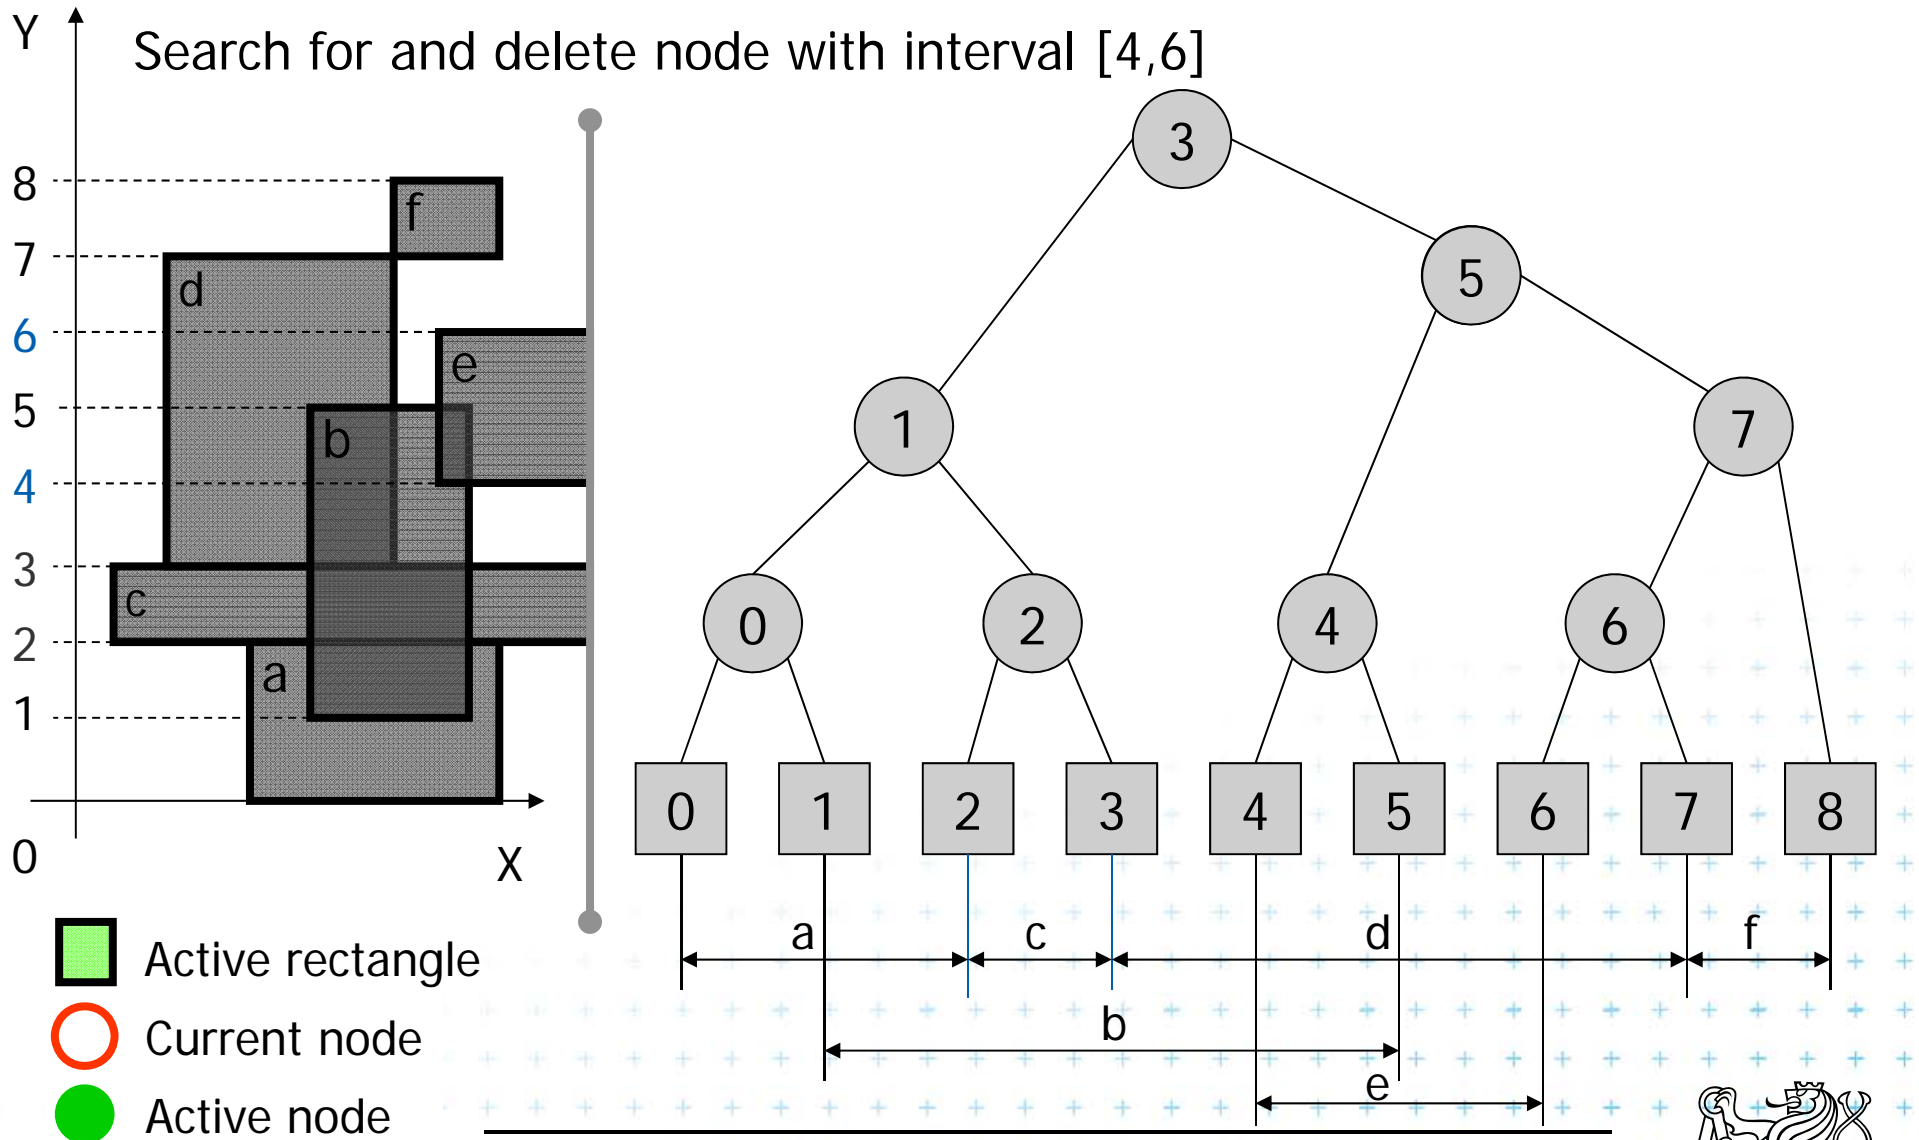 Y
Search for and delete node with interval [4,6]
8
7
6
5
4
3
2
1
0
X
f
d
e
b
c
a
3
5
1
7
0
2
4
6
0 1 2 3 4 5 6 7 8
a c d f
b
e
Active rectangle
Current node
Active node